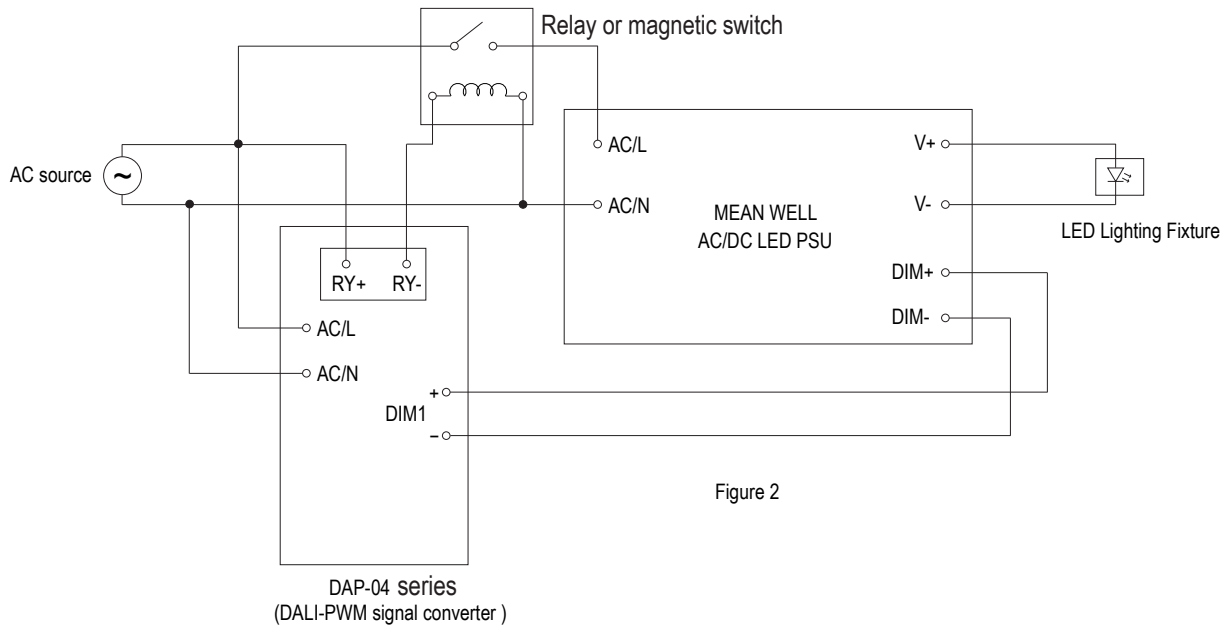 Relay or magnetic switch
AC source
~
AC/L
AC/N
MEAN WELL
AC/DC LED PSU
V+
V-
DIM+
DIM-
LED Lighting Fixture
RY+ RY-
AC/L
AC/N
DIM1
+
–
Figure 2
DAP-04 series
(DALI-PWM signal converter )